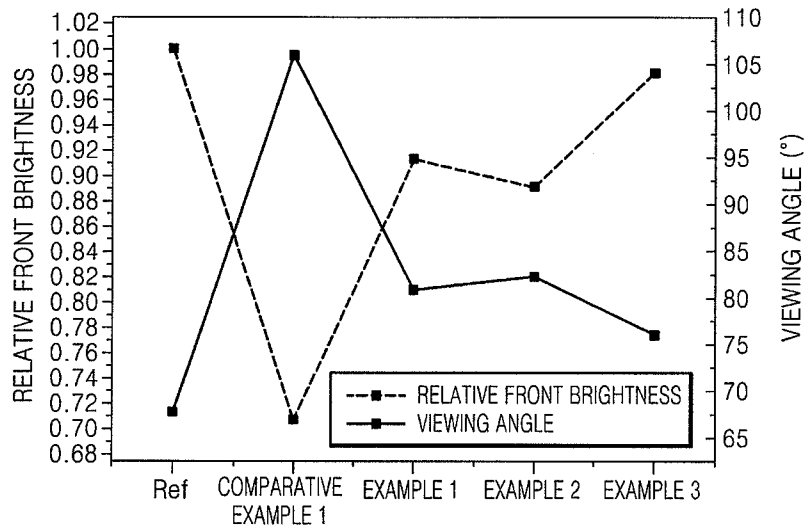 RELATIVE FRONT BRIGHTNESS
1.02
1.00
0.98
0.96
0.94
0.92
0.90
0.88
0.86
0.84
0.82
0.80
0.78
0.76
0.74
0.72
0.70
0.68
110
105
100
95
90
85
80
75
70
65
VIEWING ANGLE (°)
RELATIVE FRONT BRIGHTNESS
VIEWING ANGLE
Ref
COMPARATIVE
EXAMPLE 1
EXAMPLE 1
EXAMPLE 2
EXAMPLE 3